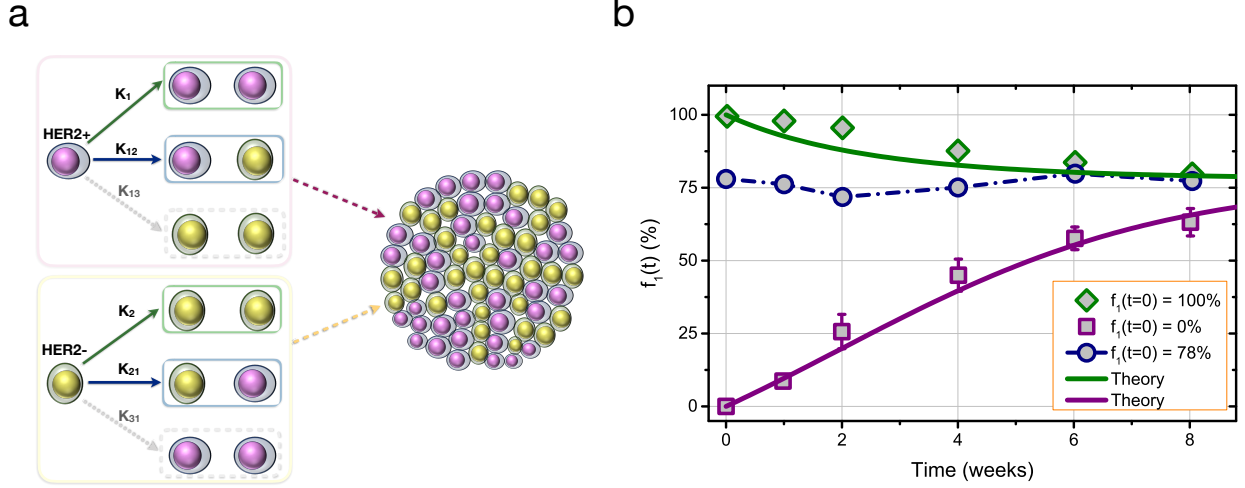 a
HER2+
K1
K12
K13
HER2-
K2
K21
K31
b
f1(t) (%)
100
75
50
25
0
0 2 4 6 8
Time (weeks)
f1(t=0) = 100%
f1(t=0) = 0%
f1(t=0) = 78%
Theory
Theory